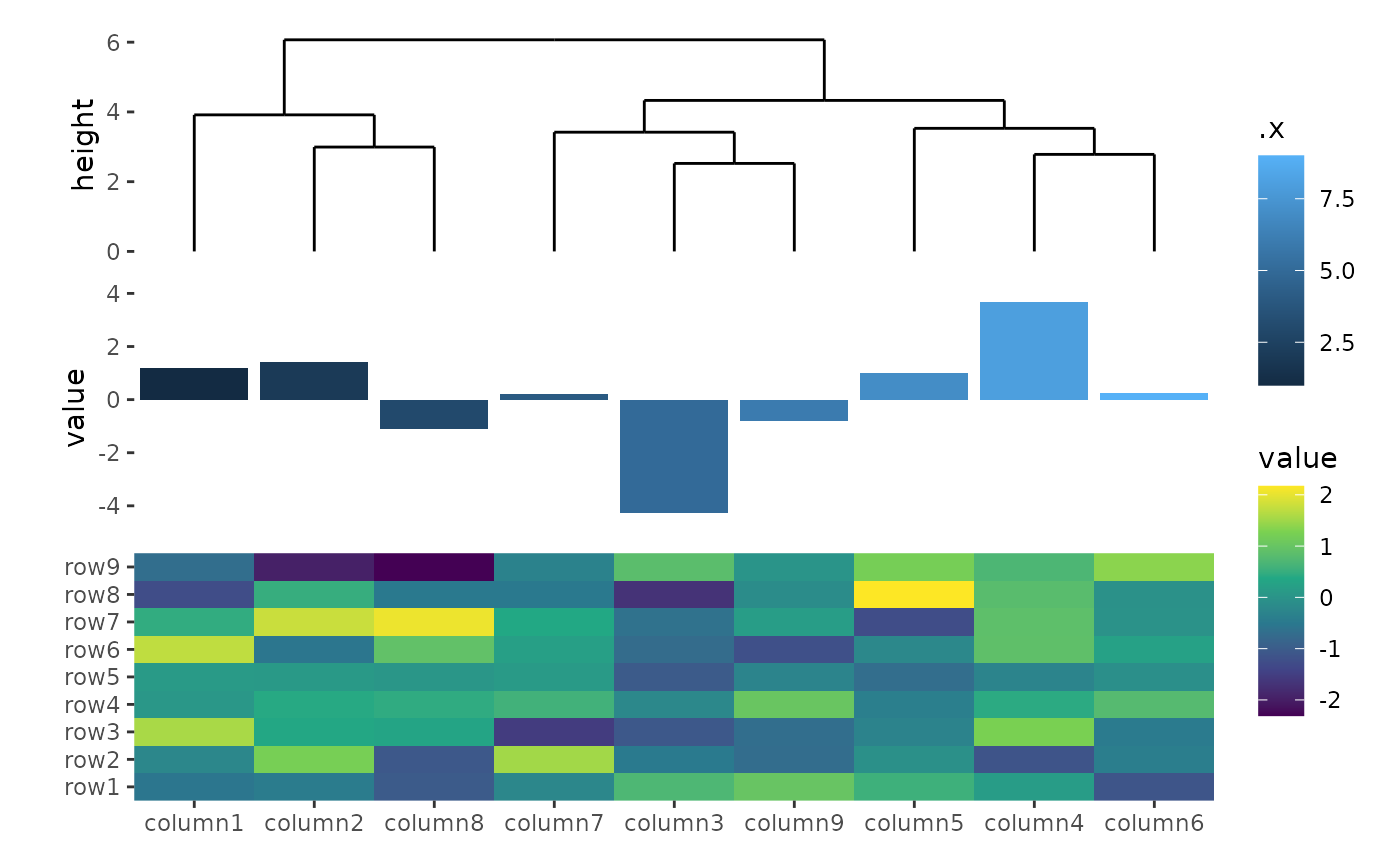 height
6
4
2
0
value
4
2
0
-2
-4
row9
row8
row7
row6
row5
row4
row3
row2
row1
column1 column2 column8 column7 column3 column9 column5 column4 column6
.x
7.5
5.0
2.5
value
2
1
0
-1
-2